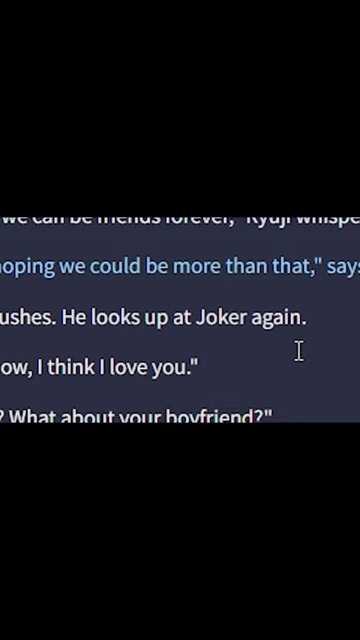 we can be friends forever," Ryuji whispe
hoping we could be more than that," says
ushes. He looks up at Joker again.
ow, I think I love you."
? What about your boyfriend?"